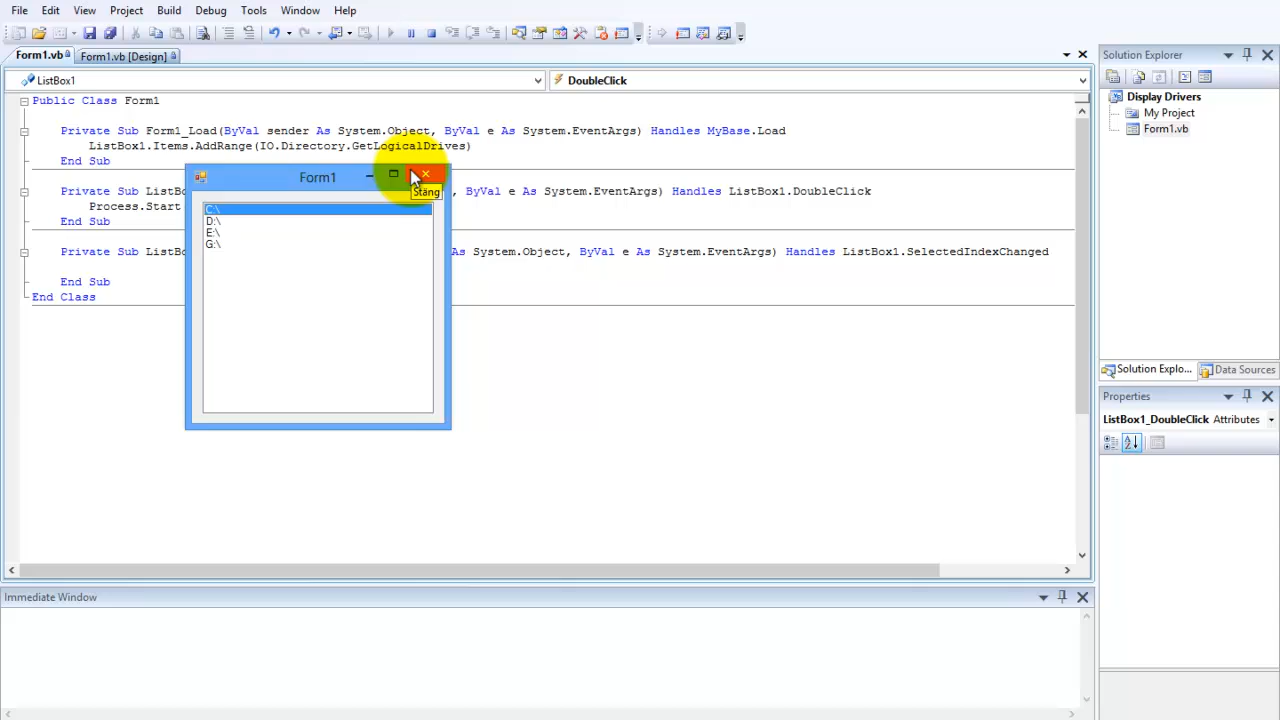 File Edit View Project Build Debug Tools Window Help
Form1.vb Form1.vb [Design]
ListBox1 DoubleClick
Public Class Form1
Private Sub Form1_Load(ByVal sender As System.Object, ByVal e As System.EventArgs) Handles MyBase.Load
ListBox1.Items.AddRange(IO.Directory.GetLogicalDrives)
End Sub
Private Sub ListBo , ByVal e As System.EventArgs) Handles ListBox1.DoubleClick
Process.Start
End Sub
Private Sub ListBo As System.Object, ByVal e As System.EventArgs) Handles ListBox1.SelectedIndexChanged
End Sub
End Class
Form1
Stäng
C:\
D:\
E:\
G:\
Solution Explorer
Display Drivers
My Project
Form1.vb
Solution Explo... Data Sources
Properties
ListBox1_DoubleClick Attributes
Immediate Window